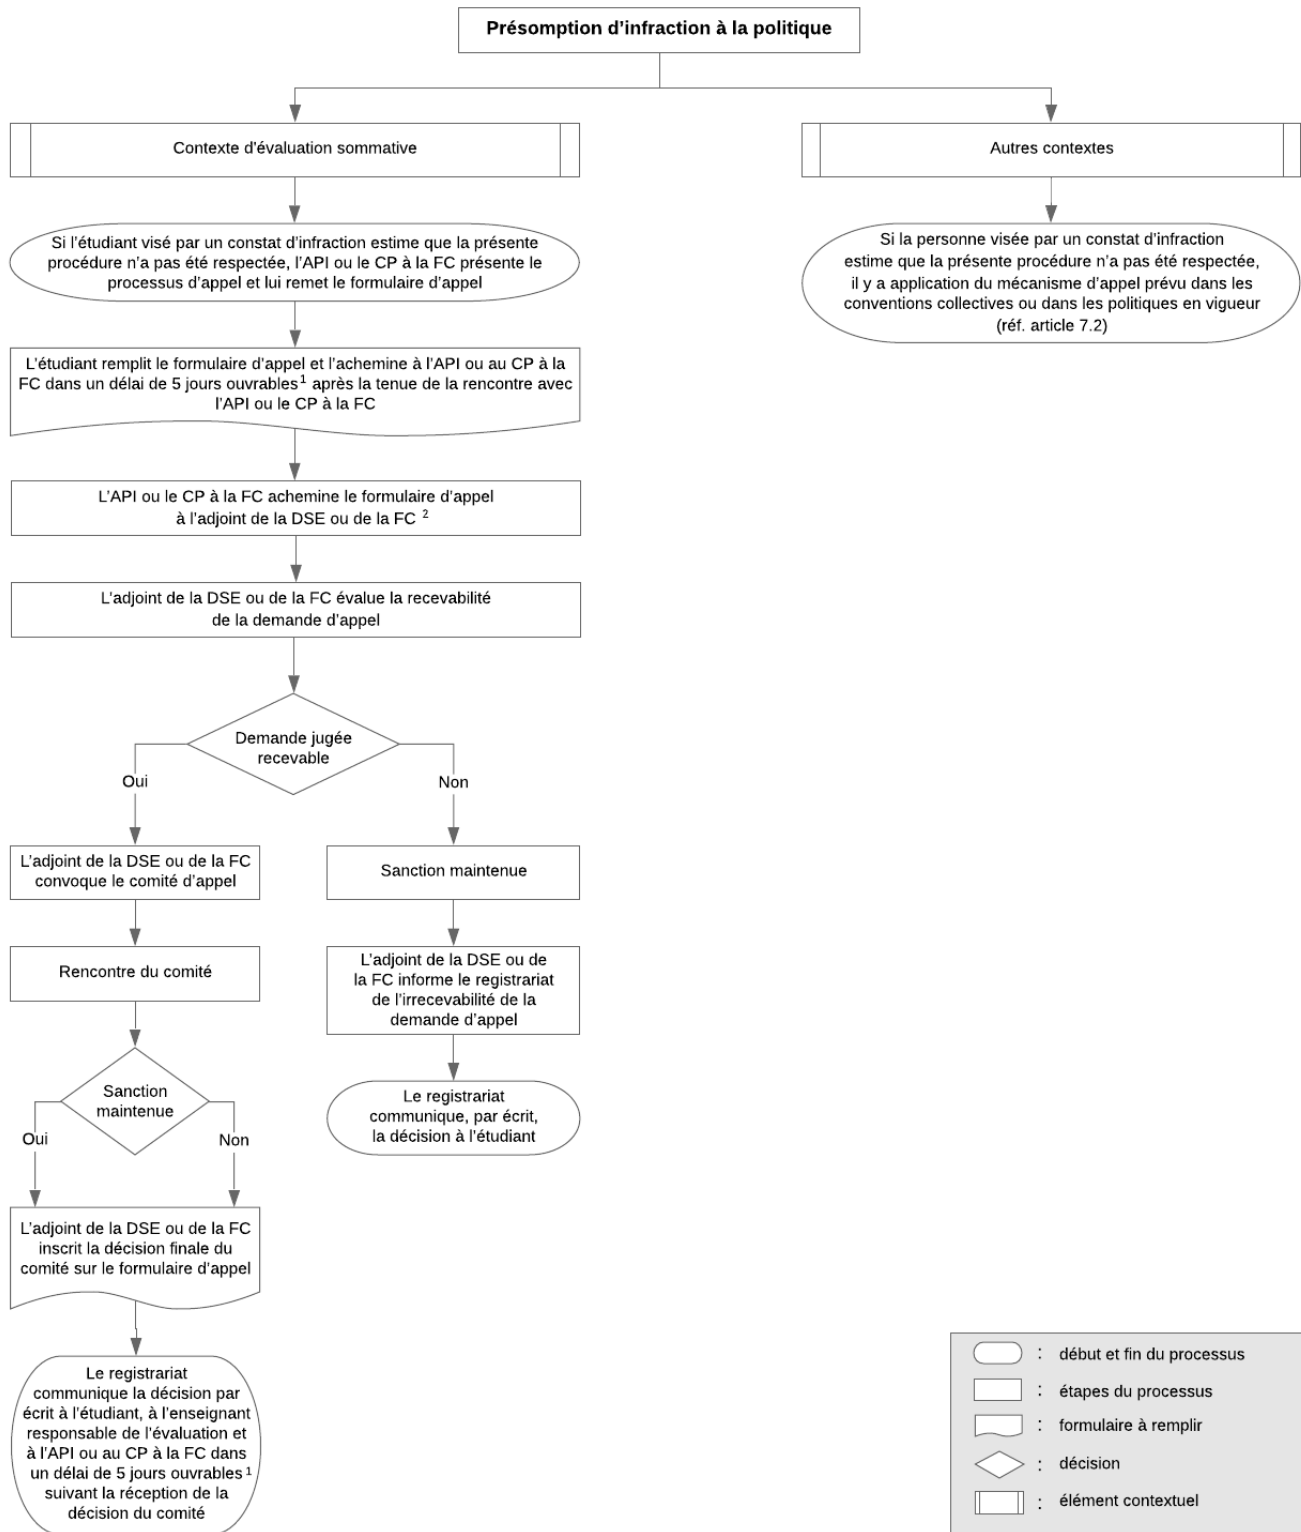 Présomption d'infraction à la politique
Contexte d'évaluation sommative
Autres contextes
Si l'étudiant visé par un constat d'infraction estime que la présente
procédure n'a pas été respectée, l'API ou le CP à la FC présente le
processus d'appel et lui remet le formulaire d'appel
Si la personne visée par un constat d'infraction
estime que la présente procédure n'a pas été respectée,
il y a application du mécanisme d'appel prévu dans les
conventions collectives ou dans les politiques en vigueur
(réf. article 7.2)
L'étudiant remplit le formulaire d'appel et l'achemine à l'API ou au CP à la
FC dans un délai de 5 jours ouvrables¹ après la tenue de la rencontre avec
l'API ou le CP à la FC
L'API ou le CP à la FC achemine le formulaire d'appel
à l'adjoint de la DSE ou de la FC ²
L'adjoint de la DSE ou de la FC évalue la recevabilité
de la demande d'appel
Demande jugée
recevable
Oui
Non
L'adjoint de la DSE ou de la FC
convoque le comité d'appel
Sanction maintenue
Rencontre du comité
L'adjoint de la DSE ou de
la FC informe le registrariat
de l'irrecevabilité de la
demande d'appel
Sanction
maintenue
Oui
Non
Le registrariat
communique, par écrit,
la décision à l'étudiant
L'adjoint de la DSE ou de la FC
inscrit la décision finale du
comité sur le formulaire d'appel
Le registrariat
communique la décision par
écrit à l'étudiant, à l'enseignant
responsable de l'évaluation et
à l'API ou au CP à la FC dans
un délai de 5 jours ouvrables¹
suivant la réception de la
décision du comité
: début et fin du processus
: étapes du processus
: formulaire à remplir
: décision
: élément contextuel